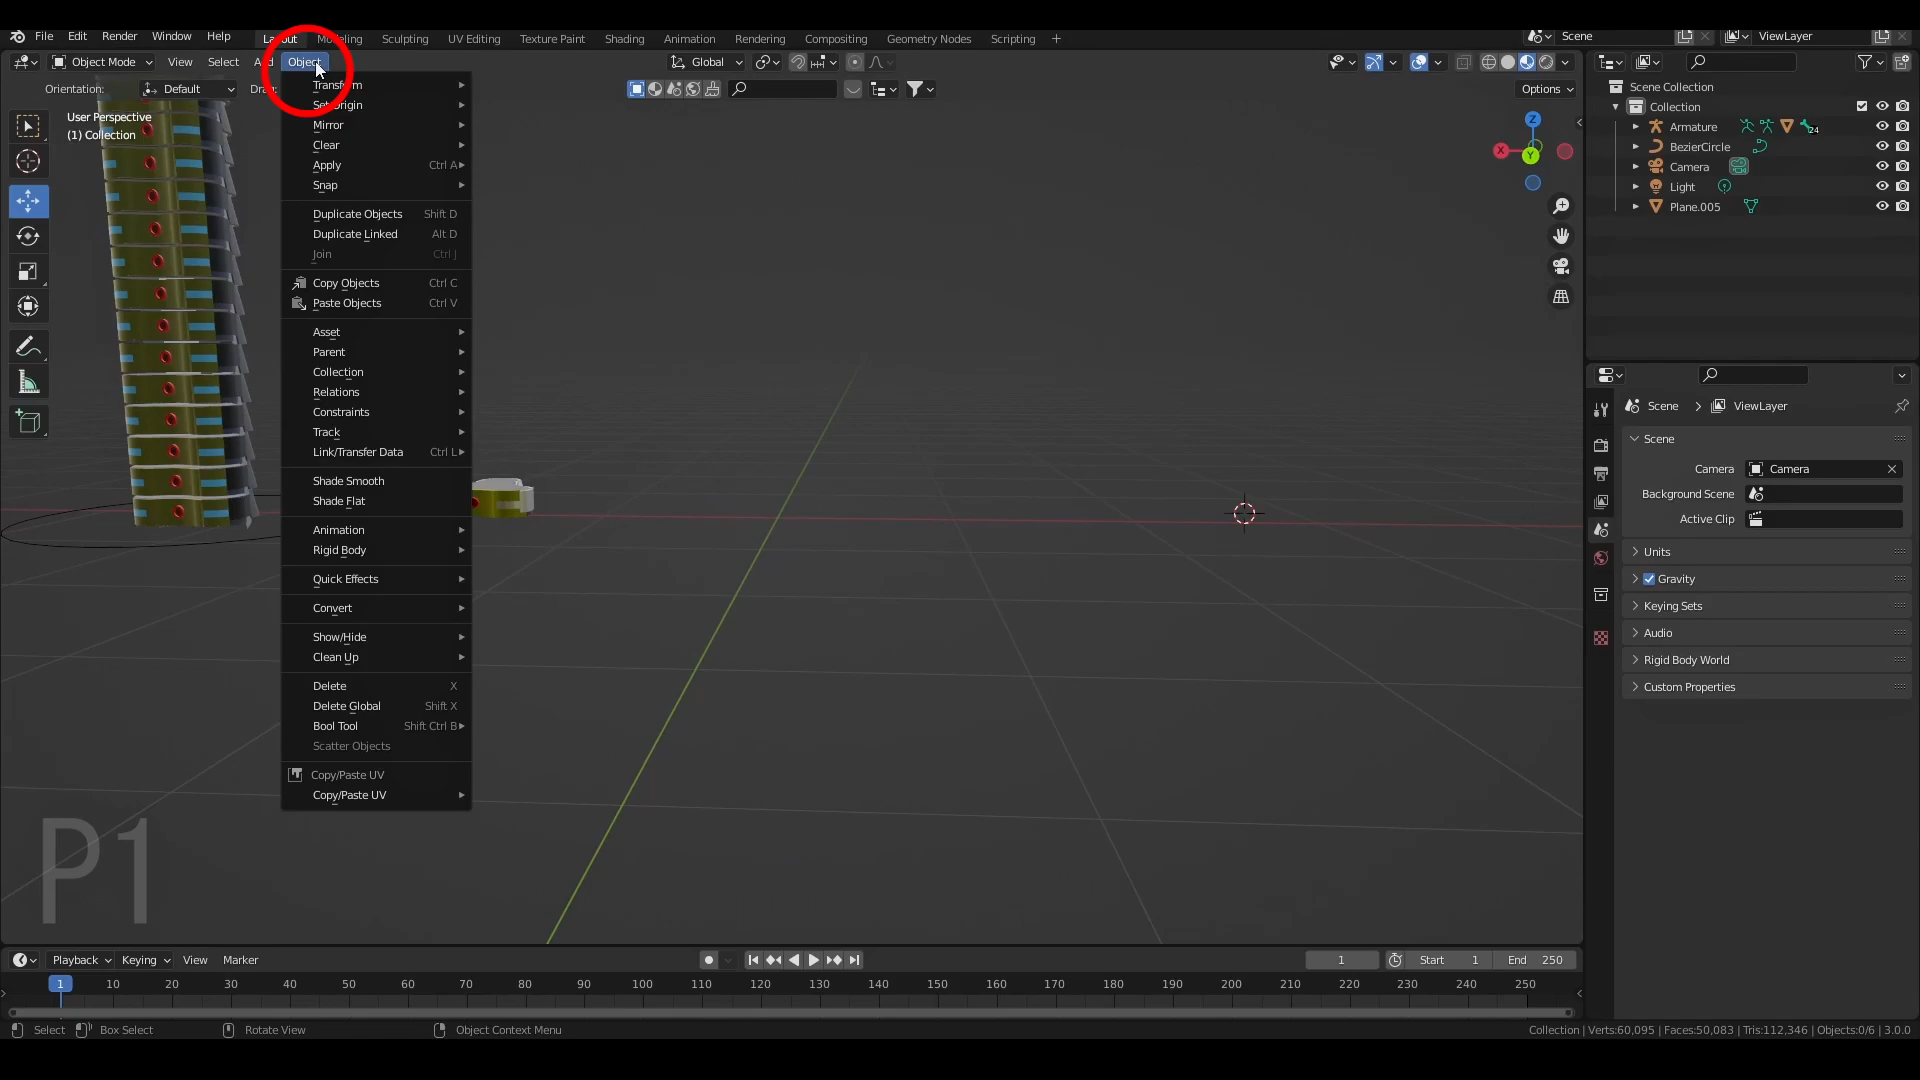 File Edit Render Window Help Layout Modeling Sculpting UV Editing Texture Paint Shading Animation Rendering Compositing Geometry Nodes Scripting + Scene ViewLayer
Object Mode View Select Add Object Global
Orientation: Default Drag: Options
User Perspective
(1) Collection
Transform
Set Origin
Mirror
Clear
Apply Ctrl A
Snap
Duplicate Objects Shift D
Duplicate Linked Alt D
Join Ctrl J
Copy Objects Ctrl C
Paste Objects Ctrl V
Asset
Parent
Collection
Relations
Constraints
Track
Link/Transfer Data Ctrl L
Shade Smooth
Shade Flat
Animation
Rigid Body
Quick Effects
Convert
Show/Hide
Clean Up
Delete X
Delete Global Shift X
Bool Tool Shift Ctrl B
Scatter Objects
Copy/Paste UV
Copy/Paste UV
Z
X
Y
P1
Scene Collection
Collection
Armature 24
BezierCircle
Camera
Light
Plane.005
Scene > ViewLayer
Scene
Camera Camera
Background Scene
Active Clip
Units
Gravity
Keying Sets
Audio
Rigid Body World
Custom Properties
Playback Keying View Marker 1 Start 1 End 250
1 10 20 30 40 50 60 70 80 90 100 110 120 130 140 150 160 170 180 190 200 210 220 230 240 250
Select Box Select Rotate View Object Context Menu Collection | Verts:60,095 | Faces:50,083 | Tris:112,346 | Objects:0/6 | 3.0.0